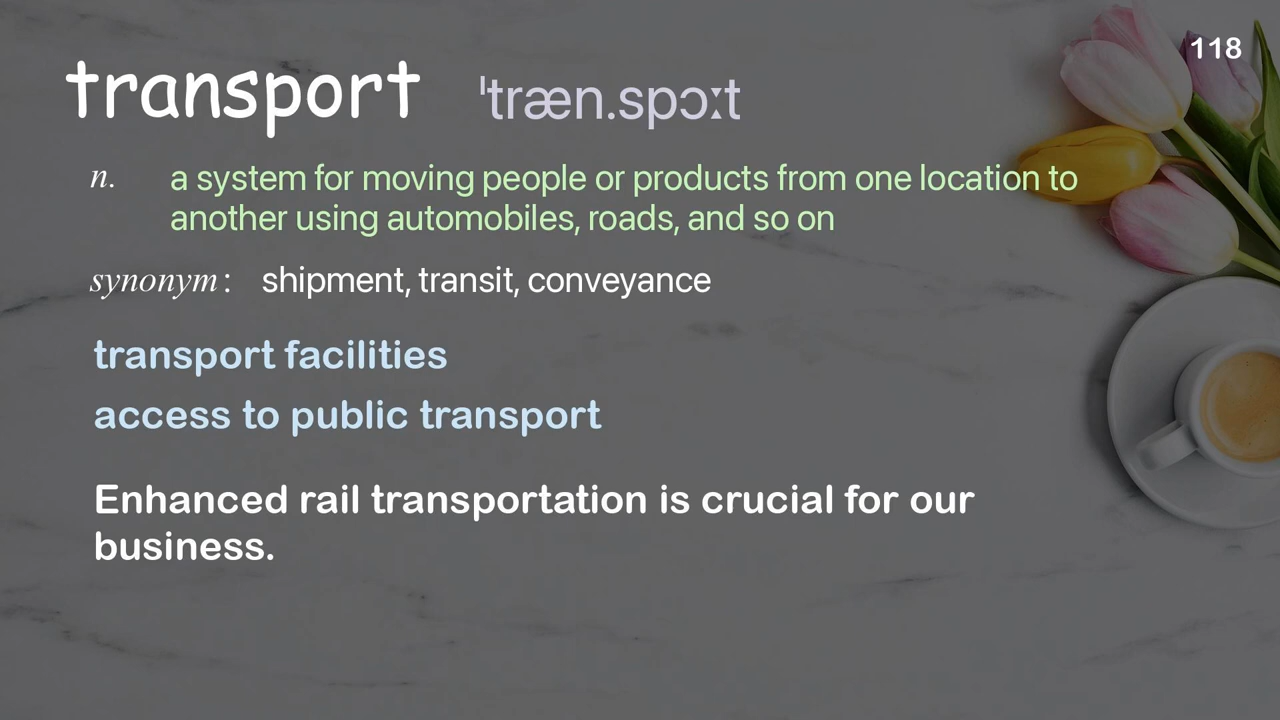 118
transport ˈtræn.spɔːt
n. a system for moving people or products from one location to
another using automobiles, roads, and so on
synonym: shipment, transit, conveyance
transport facilities
access to public transport
Enhanced rail transportation is crucial for our
business.